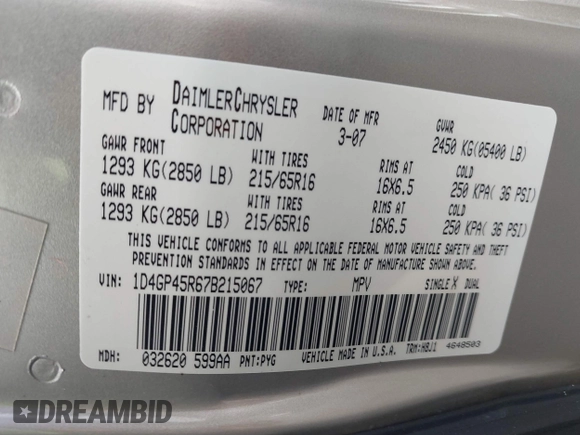 MFD BY DAIMLERCHRYSLER CORPORATION DATE OF MFR 3-07 GVWR 2450 KG(05400 LB)
GAWR FRONT WITH TIRES RIMS AT COLD
1293 KG(2850 LB) 215/65R16 16X6.5 250 KPA( 36 PSI)
GAWR REAR WITH TIRES RIMS AT COLD
1293 KG(2850 LB) 215/65R16 16X6.5 250 KPA( 36 PSI)
THIS VEHICLE CONFORMS TO ALL APPLICABLE FEDERAL MOTOR VEHICLE SAFETY AND THEFT
PREVENTION STANDARDS IN EFFECT ON THE DATE OF MANUFACTURE SHOWN ABOVE.
VIN: 1D4GP45R67B215067 TYPE: MPV SINGLE X DUAL
MDH: 032620 599AA PNT:PYG VEHICLE MADE IN U.S.A. TRM:H8J1 4648503
DREAMBID